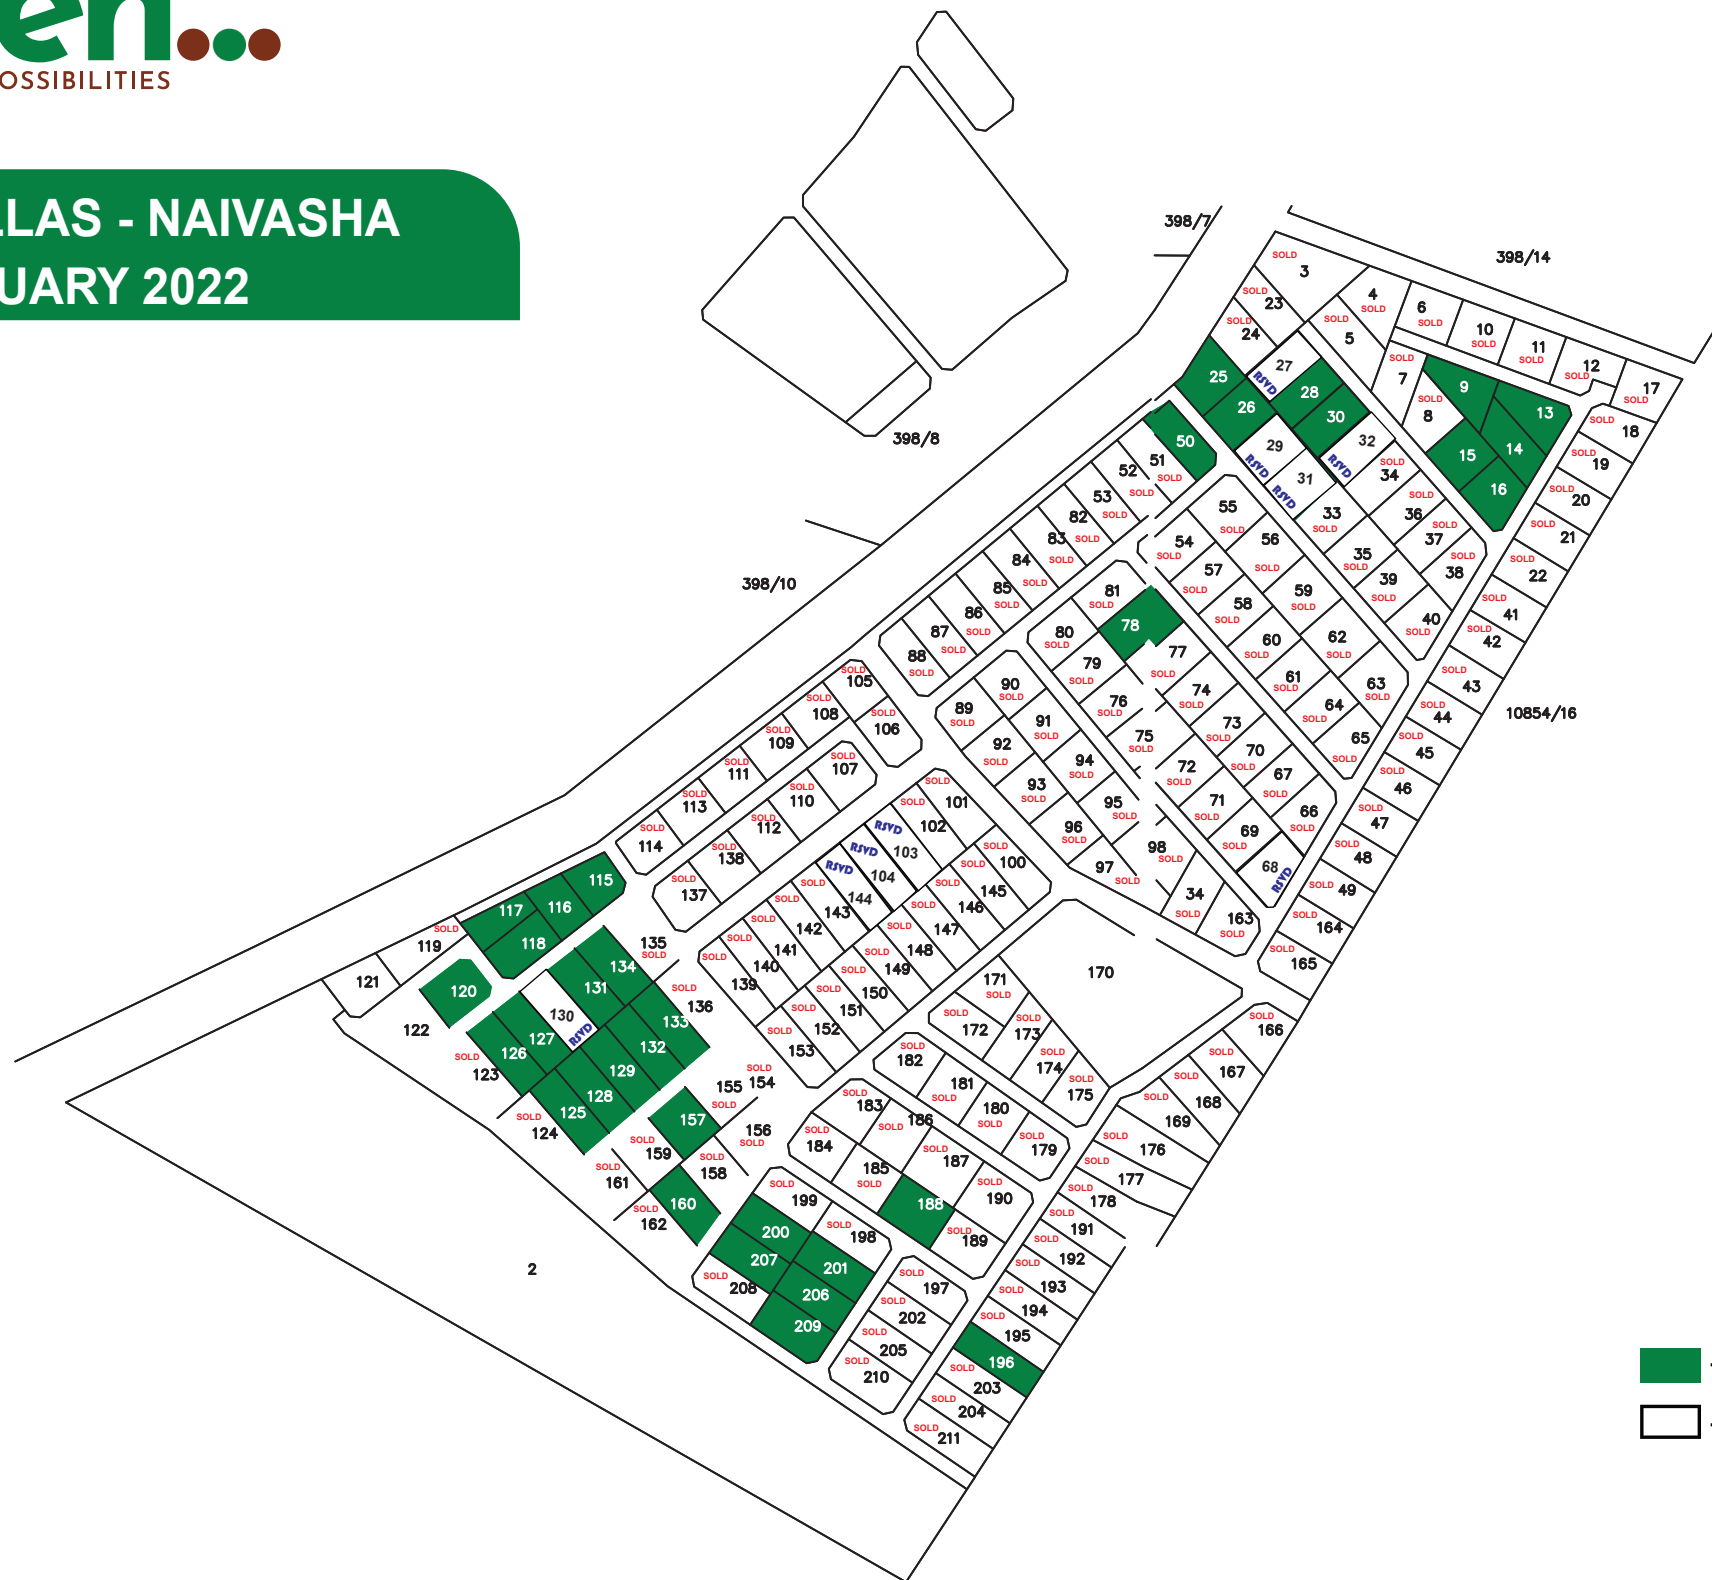 en...
OSSIBILITIES
LLAS - NAIVASHA
UARY 2022
398/7
398/14
398/8
398/10
10854/16
SOLD
3
SOLD
23
SOLD
24
4
SOLD
SOLD
5
6
SOLD
10
SOLD
11
SOLD
12
SOLD
17
SOLD
SOLD
7
SOLD
8
9
13
14
15
16
SOLD
18
SOLD
19
SOLD
20
SOLD
21
SOLD
22
SOLD
41
SOLD
42
SOLD
43
SOLD
44
SOLD
45
SOLD
46
SOLD
47
SOLD
48
SOLD 49
SOLD
164
SOLD
165
25
26
27
RSVD
28
30
29
RSVD
31
RSVD
32
RSVD
SOLD
34
33
SOLD
SOLD
36
SOLD
37
SOLD
38
35
SOLD
39
SOLD
40
SOLD
50
51
SOLD
52
SOLD
53
SOLD
82
SOLD
83
SOLD
84
SOLD
85
SOLD
86
SOLD
87
SOLD
88
SOLD
55
SOLD
54
SOLD
56
SOLD
57
SOLD
58
SOLD
59
SOLD
60
SOLD
62
SOLD
61
SOLD
63
SOLD
64
SOLD
65
SOLD
81
SOLD
80
SOLD
78
79
SOLD
77
SOLD
76
SOLD
74
SOLD
75
SOLD
73
SOLD
70
SOLD
72
SOLD
67
SOLD
71
SOLD
66
SOLD
69
SOLD
68
RSVD
90
SOLD
89
SOLD
91
SOLD
92
SOLD
94
SOLD
93
SOLD
95
SOLD
96
SOLD
98
SOLD
97
SOLD
34
SOLD
163
SOLD
SOLD
105
SOLD
106
SOLD
108
SOLD
109
SOLD
111
SOLD
113
SOLD
114
SOLD
107
SOLD
110
SOLD
112
SOLD
138
SOLD
137
SOLD
101
SOLD
102
RSVD
103
RSVD
104
RSVD
144
SOLD
143
SOLD
142
SOLD
141
SOLD
140
SOLD
139
SOLD
100
SOLD
145
SOLD
146
SOLD
147
SOLD
148
SOLD
149
SOLD
150
SOLD
151
SOLD
152
SOLD
153
115
116
117
118
SOLD
119
121
120
122
135
SOLD
134
131
SOLD
136
133
132
130
RSVD
127
126
SOLD
123
129
128
125
SOLD
124
SOLD
154
155
SOLD
157
156
SOLD
SOLD
159
SOLD
158
SOLD
161
160
SOLD
162
170
171
SOLD
SOLD
172
SOLD
173
SOLD
174
SOLD
175
SOLD
166
SOLD
167
SOLD
168
SOLD
169
SOLD
176
SOLD
177
SOLD
178
SOLD
191
SOLD
192
SOLD
193
SOLD
194
SOLD
195
196
SOLD
203
SOLD
204
SOLD
211
SOLD
182
181
SOLD
180
SOLD
SOLD
179
SOLD
183
186
SOLD
SOLD
184
185
SOLD
SOLD
187
188
SOLD
190
SOLD
189
SOLD
199
SOLD
198
200
201
207
206
SOLD
208
209
SOLD
197
SOLD
202
SOLD
205
SOLD
210
2